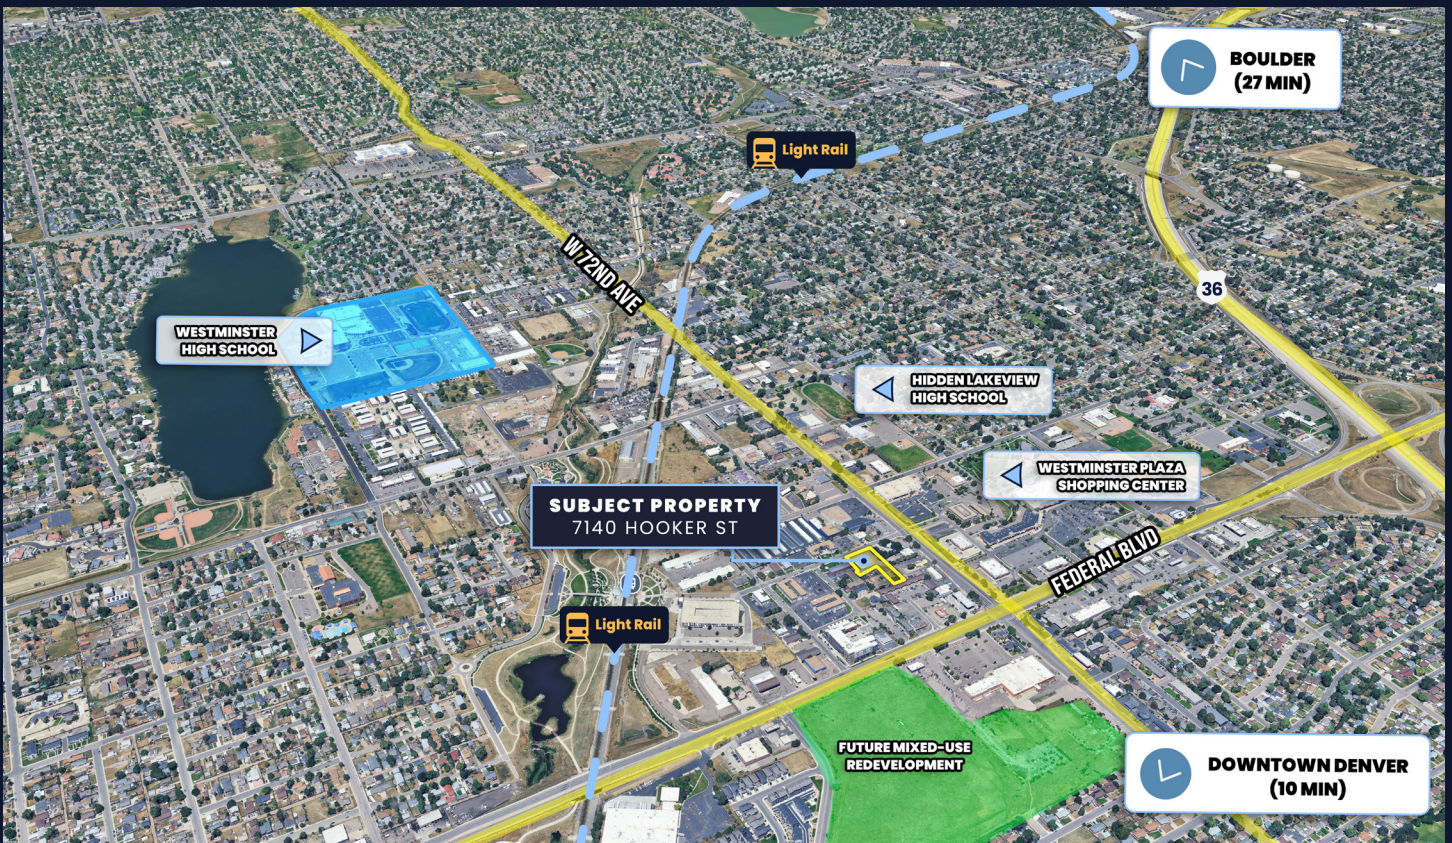 BOULDER
(27 MIN)
Light Rail
W 72ND AVE
36
WESTMINSTER
HIGH SCHOOL
HIDDEN LAKEVIEW
HIGH SCHOOL
WESTMINSTER PLAZA
SHOPPING CENTER
SUBJECT PROPERTY
7140 HOOKER ST
FEDERAL BLVD
Light Rail
FUTURE MIXED-USE
REDEVELOPMENT
DOWNTOWN DENVER
(10 MIN)